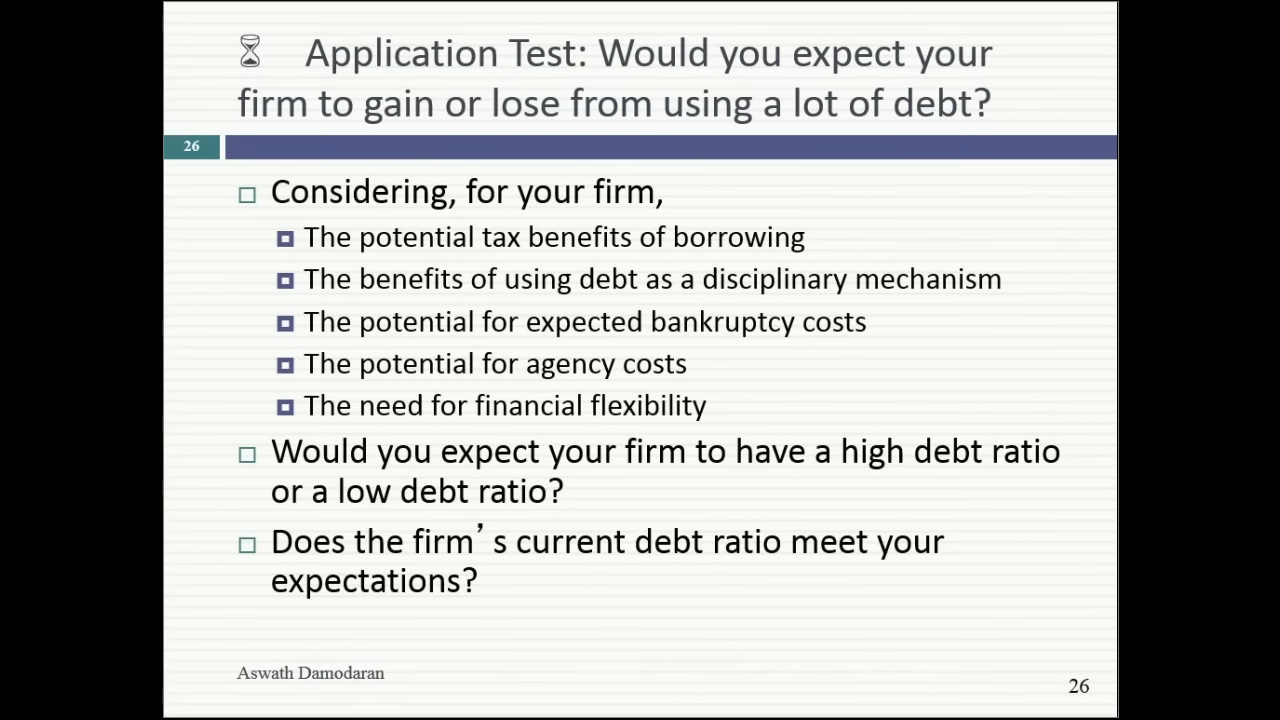 Application Test: Would you expect your
firm to gain or lose from using a lot of debt?
26
Considering, for your firm,
The potential tax benefits of borrowing
The benefits of using debt as a disciplinary mechanism
The potential for expected bankruptcy costs
The potential for agency costs
The need for financial flexibility
Would you expect your firm to have a high debt ratio
or a low debt ratio?
Does the firm’ s current debt ratio meet your
expectations?
Aswath Damodaran
26